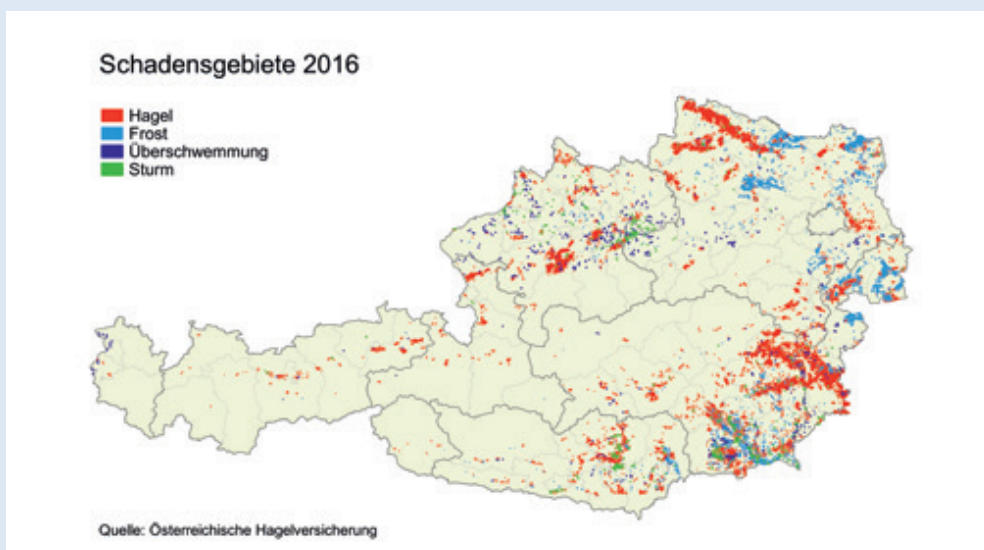 Schadensgebiete 2016
Hagel
Frost
Überschwemmung
Sturm
Quelle: Österreichische Hagelversicherung